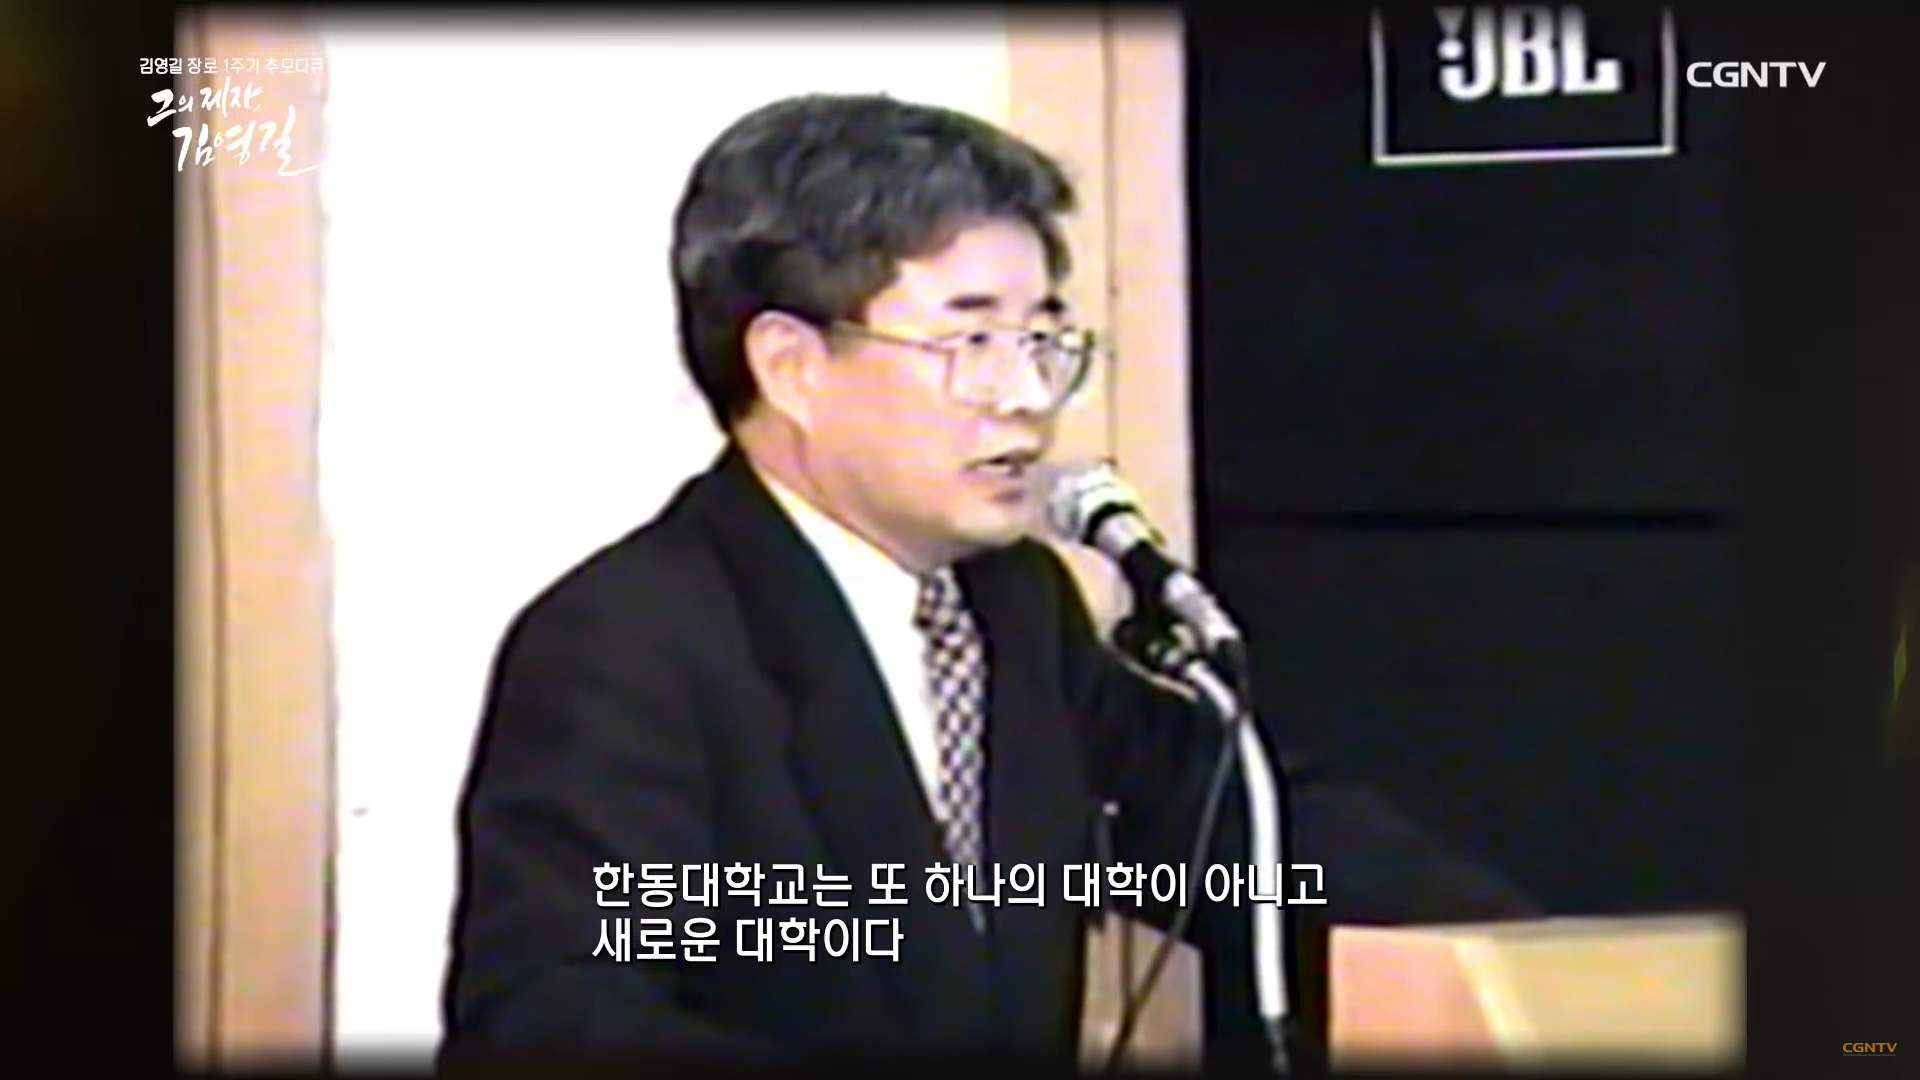 김영길 장로 1주기 추모다큐
그의 제자,
김영길
JBL
CGNTV
한동대학교는 또 하나의 대학이 아니고
새로운 대학이다
CGNTV